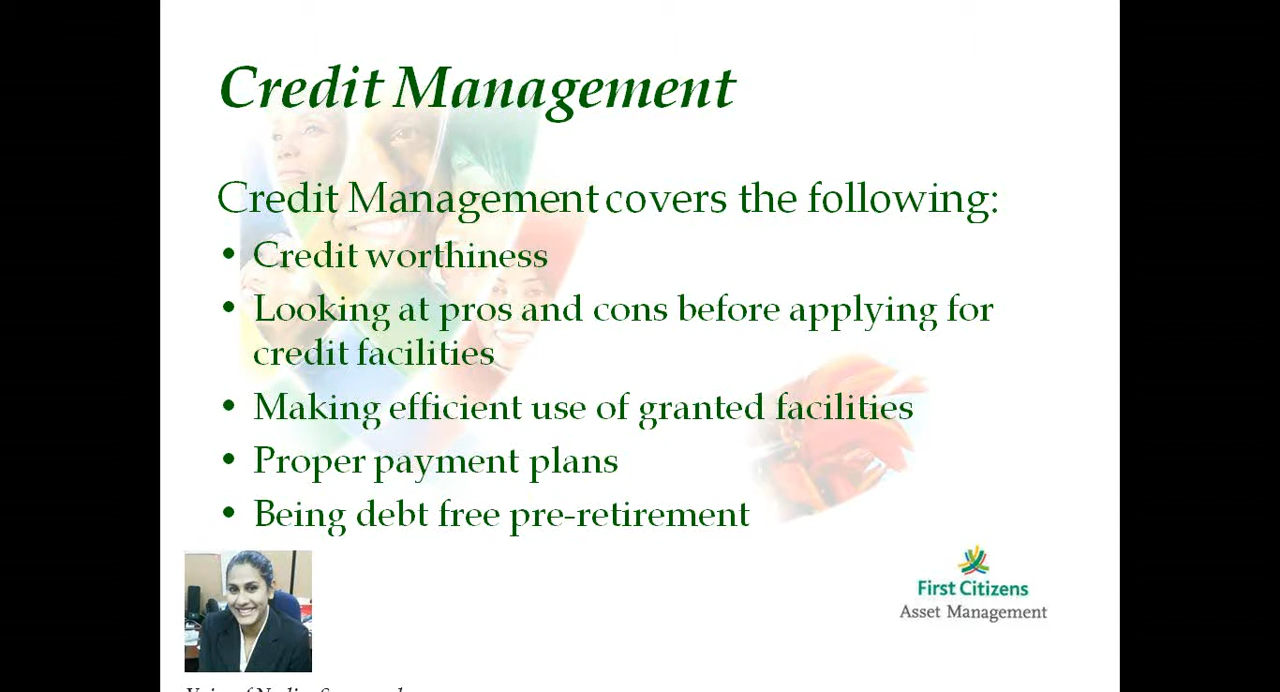 Credit Management
Credit Management covers the following:
• Credit worthiness
• Looking at pros and cons before applying for
credit facilities
• Making efficient use of granted facilities
• Proper payment plans
• Being debt free pre-retirement
First Citizens
Asset Management